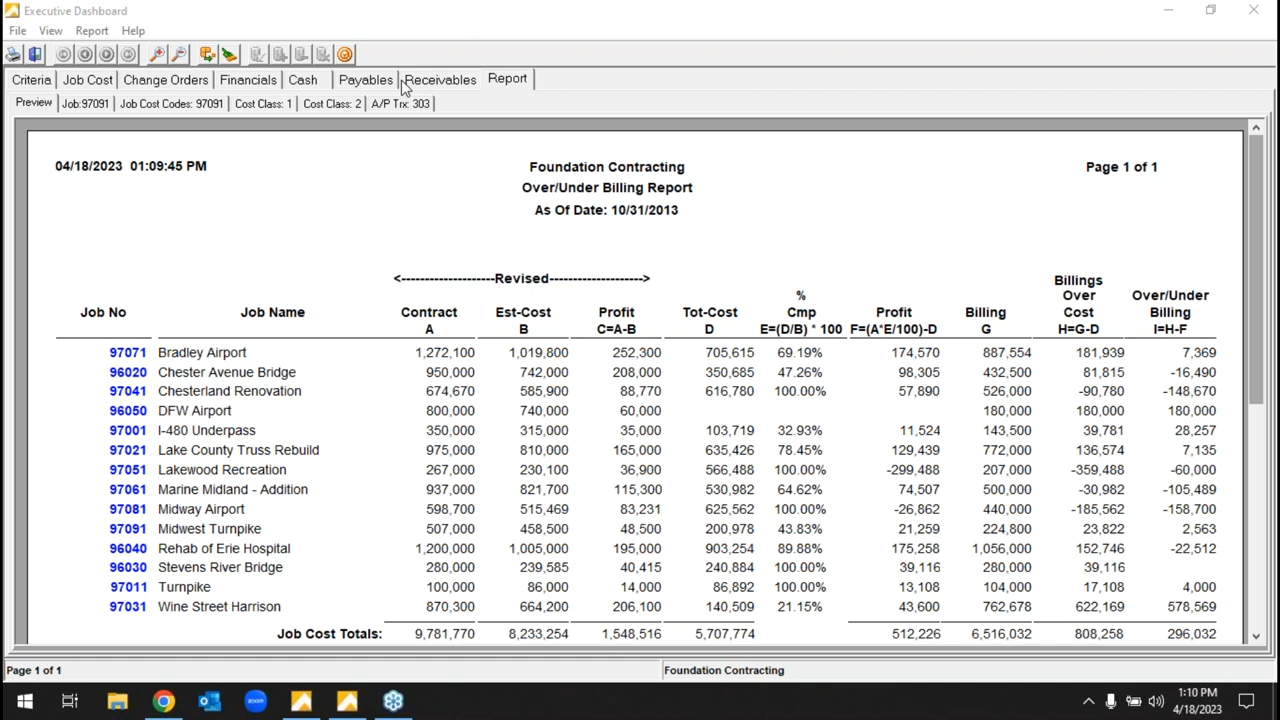 Executive Dashboard
File View Report Help
Criteria Job Cost Change Orders Financials Cash Payables Receivables Report
Preview Job:97091 Job Cost Codes: 97091 Cost Class: 1 Cost Class: 2 A/P Trx: 303
04/18/2023 01:09:45 PM Foundation Contracting Page 1 of 1
Over/Under Billing Report
As Of Date: 10/31/2013
<--------------------Revised-------------------->
Billings
% Over Over/Under
Job No Job Name Contract Est-Cost Profit Tot-Cost Cmp Profit Billing Cost Billing
A B C=A-B D E=(D/B) * 100 F=(A*E/100)-D G H=G-D I=H-F
97071 Bradley Airport 1,272,100 1,019,800 252,300 705,615 69.19% 174,570 887,554 181,939 7,369
96020 Chester Avenue Bridge 950,000 742,000 208,000 350,685 47.26% 98,305 432,500 81,815 -16,490
97041 Chesterland Renovation 674,670 585,900 88,770 616,780 100.00% 57,890 526,000 -90,780 -148,670
96050 DFW Airport 800,000 740,000 60,000 180,000 180,000 180,000
97001 I-480 Underpass 350,000 315,000 35,000 103,719 32.93% 11,524 143,500 39,781 28,257
97021 Lake County Truss Rebuild 975,000 810,000 165,000 635,426 78.45% 129,439 772,000 136,574 7,135
97051 Lakewood Recreation 267,000 230,100 36,900 566,488 100.00% -299,488 207,000 -359,488 -60,000
97061 Marine Midland - Addition 937,000 821,700 115,300 530,982 64.62% 74,507 500,000 -30,982 -105,489
97081 Midway Airport 598,700 515,469 83,231 625,562 100.00% -26,862 440,000 -185,562 -158,700
97091 Midwest Turnpike 507,000 458,500 48,500 200,978 43.83% 21,259 224,800 23,822 2,563
96040 Rehab of Erie Hospital 1,200,000 1,005,000 195,000 903,254 89.88% 175,258 1,056,000 152,746 -22,512
96030 Stevens River Bridge 280,000 239,585 40,415 240,884 100.00% 39,116 280,000 39,116
97011 Turnpike 100,000 86,000 14,000 86,892 100.00% 13,108 104,000 17,108 4,000
97031 Wine Street Harrison 870,300 664,200 206,100 140,509 21.15% 43,600 762,678 622,169 578,569
Job Cost Totals: 9,781,770 8,233,254 1,548,516 5,707,774 512,226 6,516,032 808,258 296,032
Page 1 of 1 Foundation Contracting
zoom
1:10 PM
4/18/2023